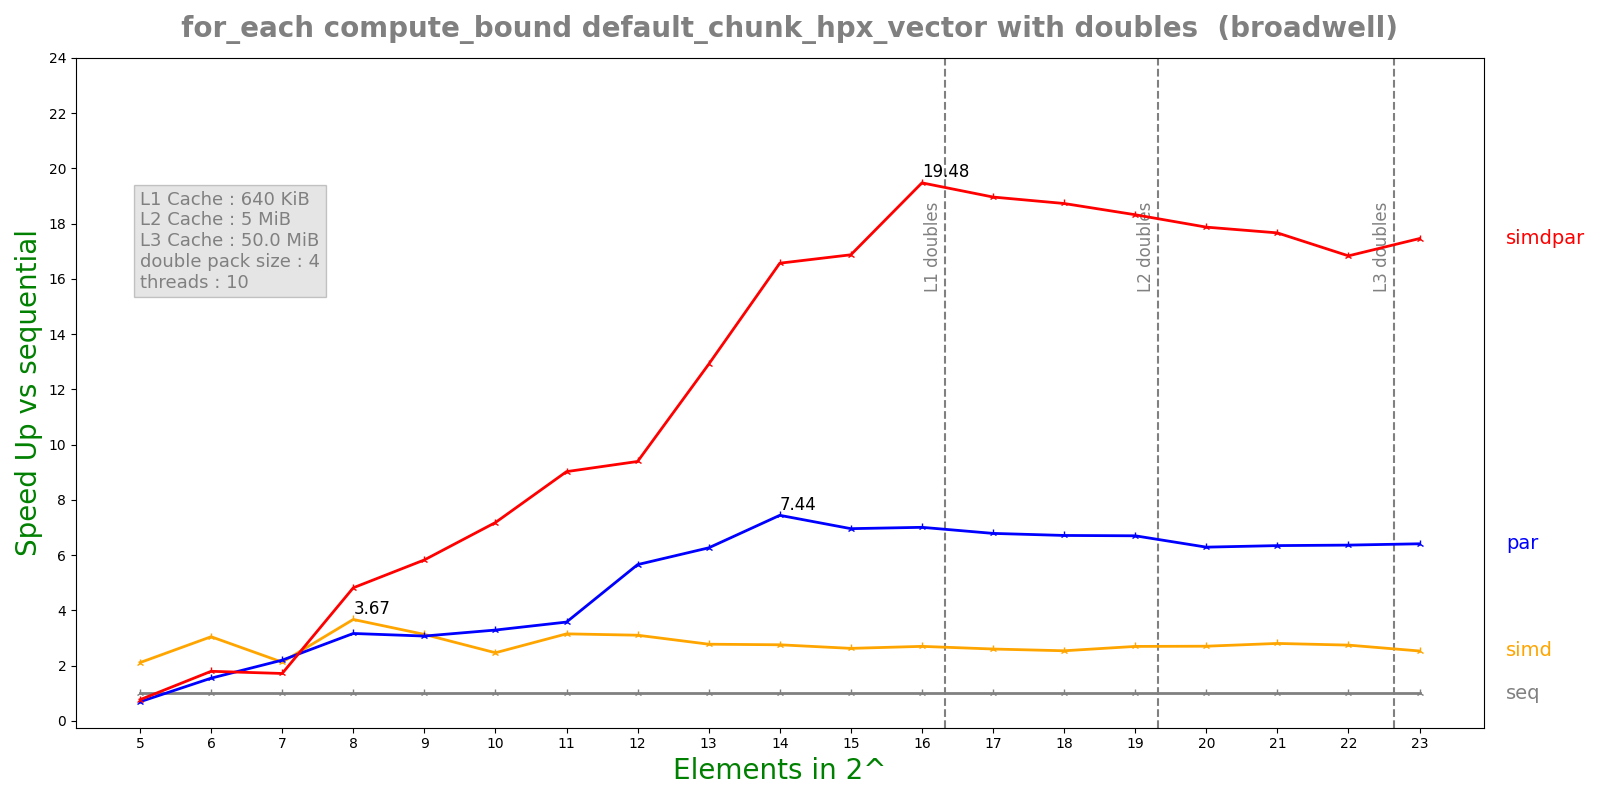 for_each compute_bound default_chunk_hpx_vector with doubles  (broadwell)
Speed Up vs sequential
24
22
20
18
16
14
12
10
8
6
4
2
0
L1 Cache : 640 KiB
L2 Cache : 5 MiB
L3 Cache : 50.0 MiB
double pack size : 4
threads : 10
19.48
7.44
3.67
L1 doubles
L2 doubles
L3 doubles
simdpar
par
simd
seq
5 6 7 8 9 10 11 12 13 14 15 16 17 18 19 20 21 22 23
Elements in 2^